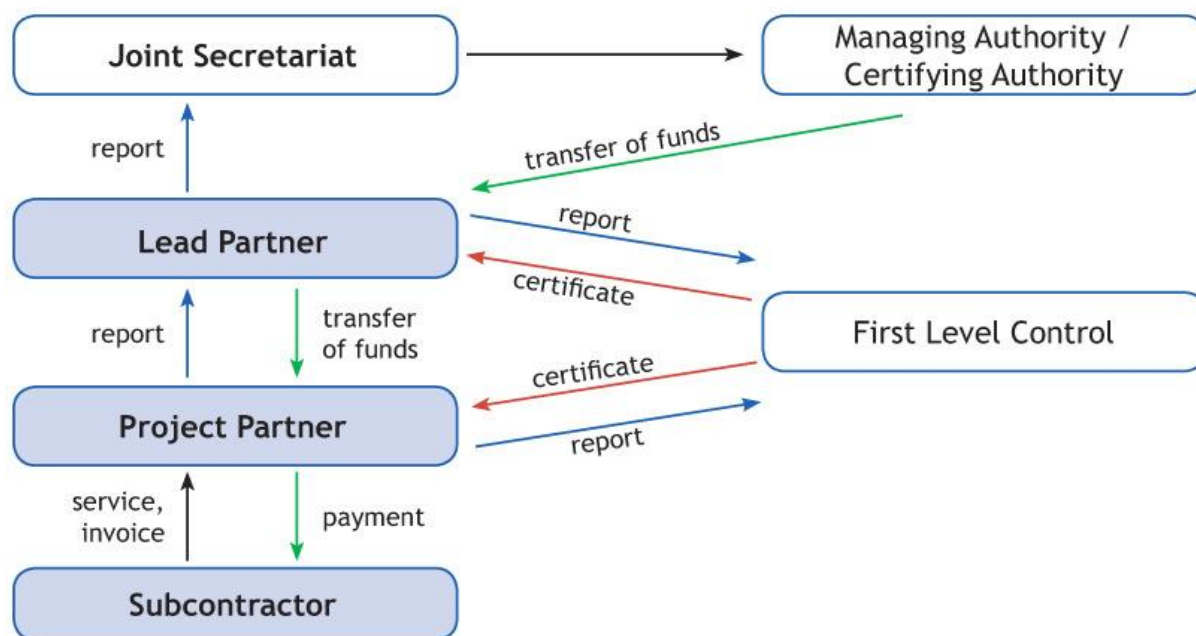 Joint Secretariat
Managing Authority /
Certifying Authority
report
transfer of funds
Lead Partner
report
certificate
report
transfer
of funds
First Level Control
certificate
Project Partner
report
service,
invoice
payment
Subcontractor